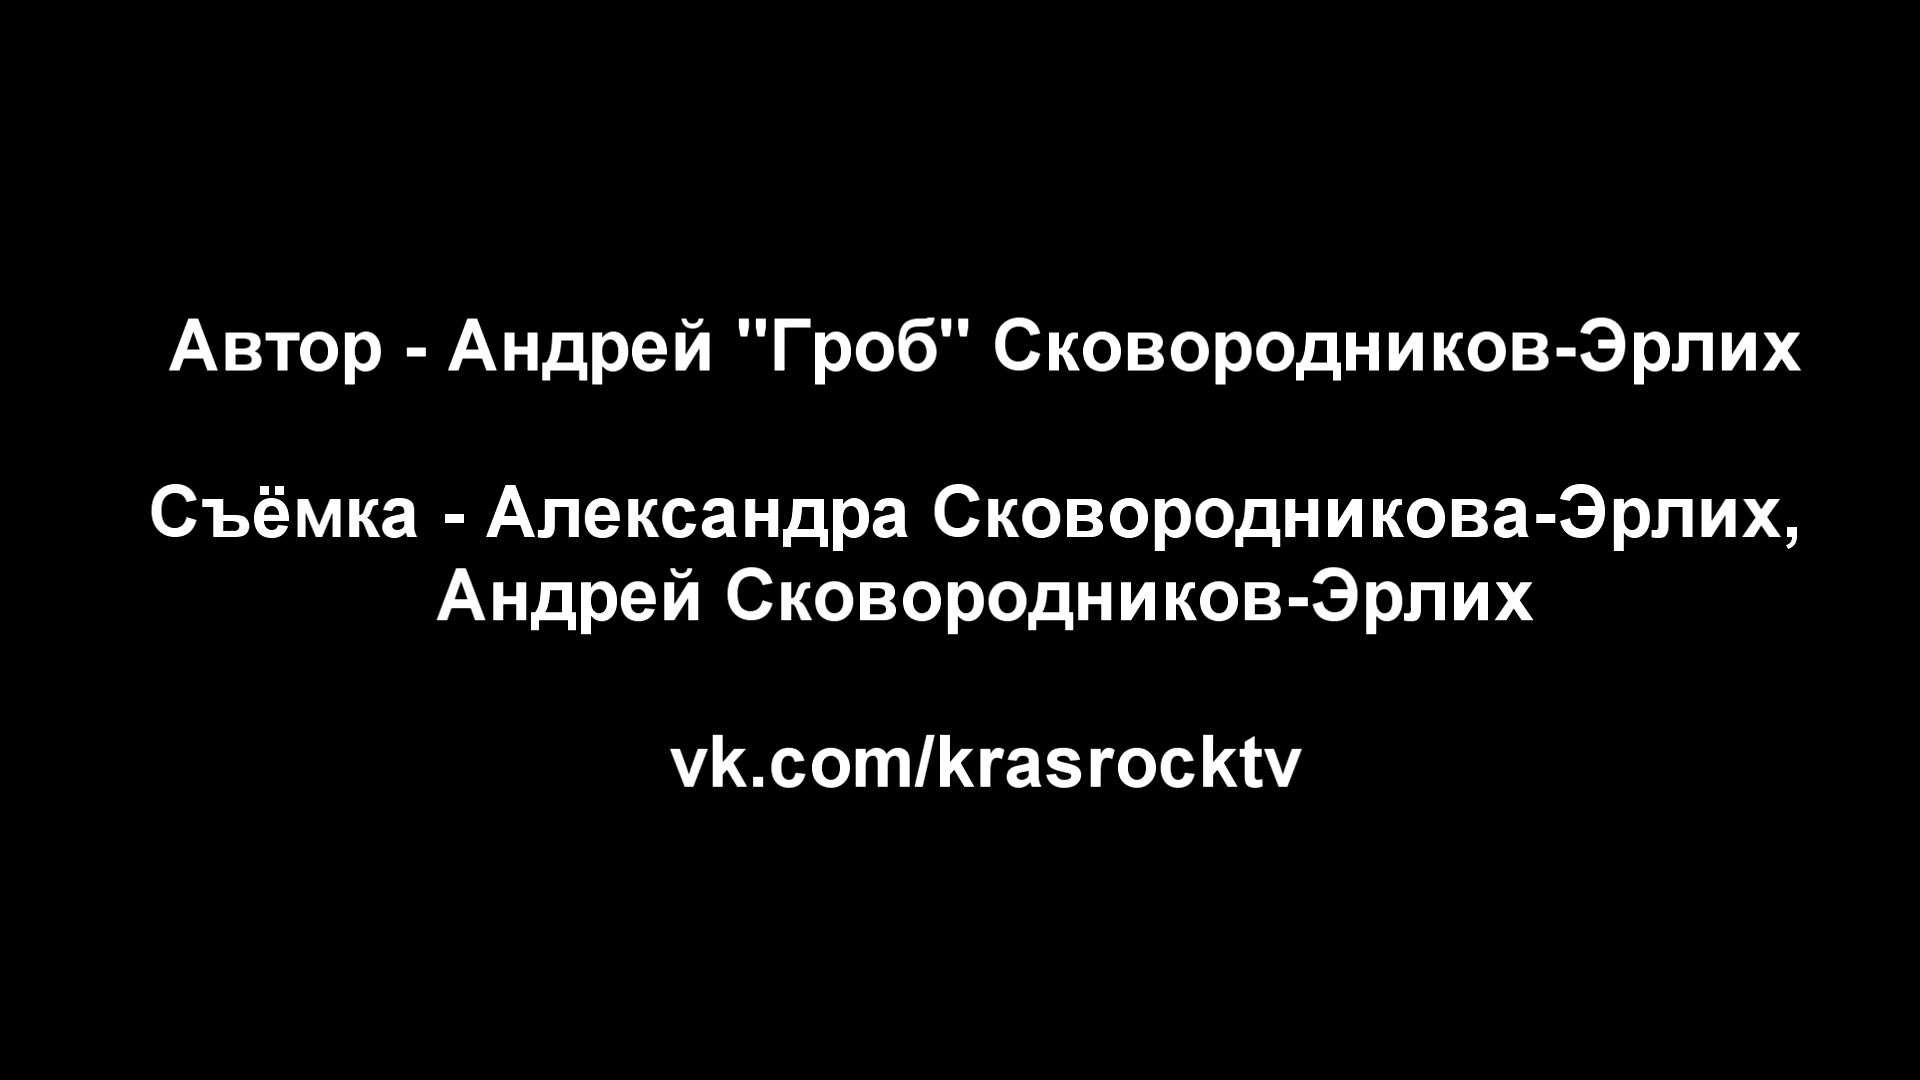 Автор - Андрей "Гроб" Сковородников-Эрлих
Съёмка - Александра Сковородникова-Эрлих,
Андрей Сковородников-Эрлих
vk.com/krasrocktv